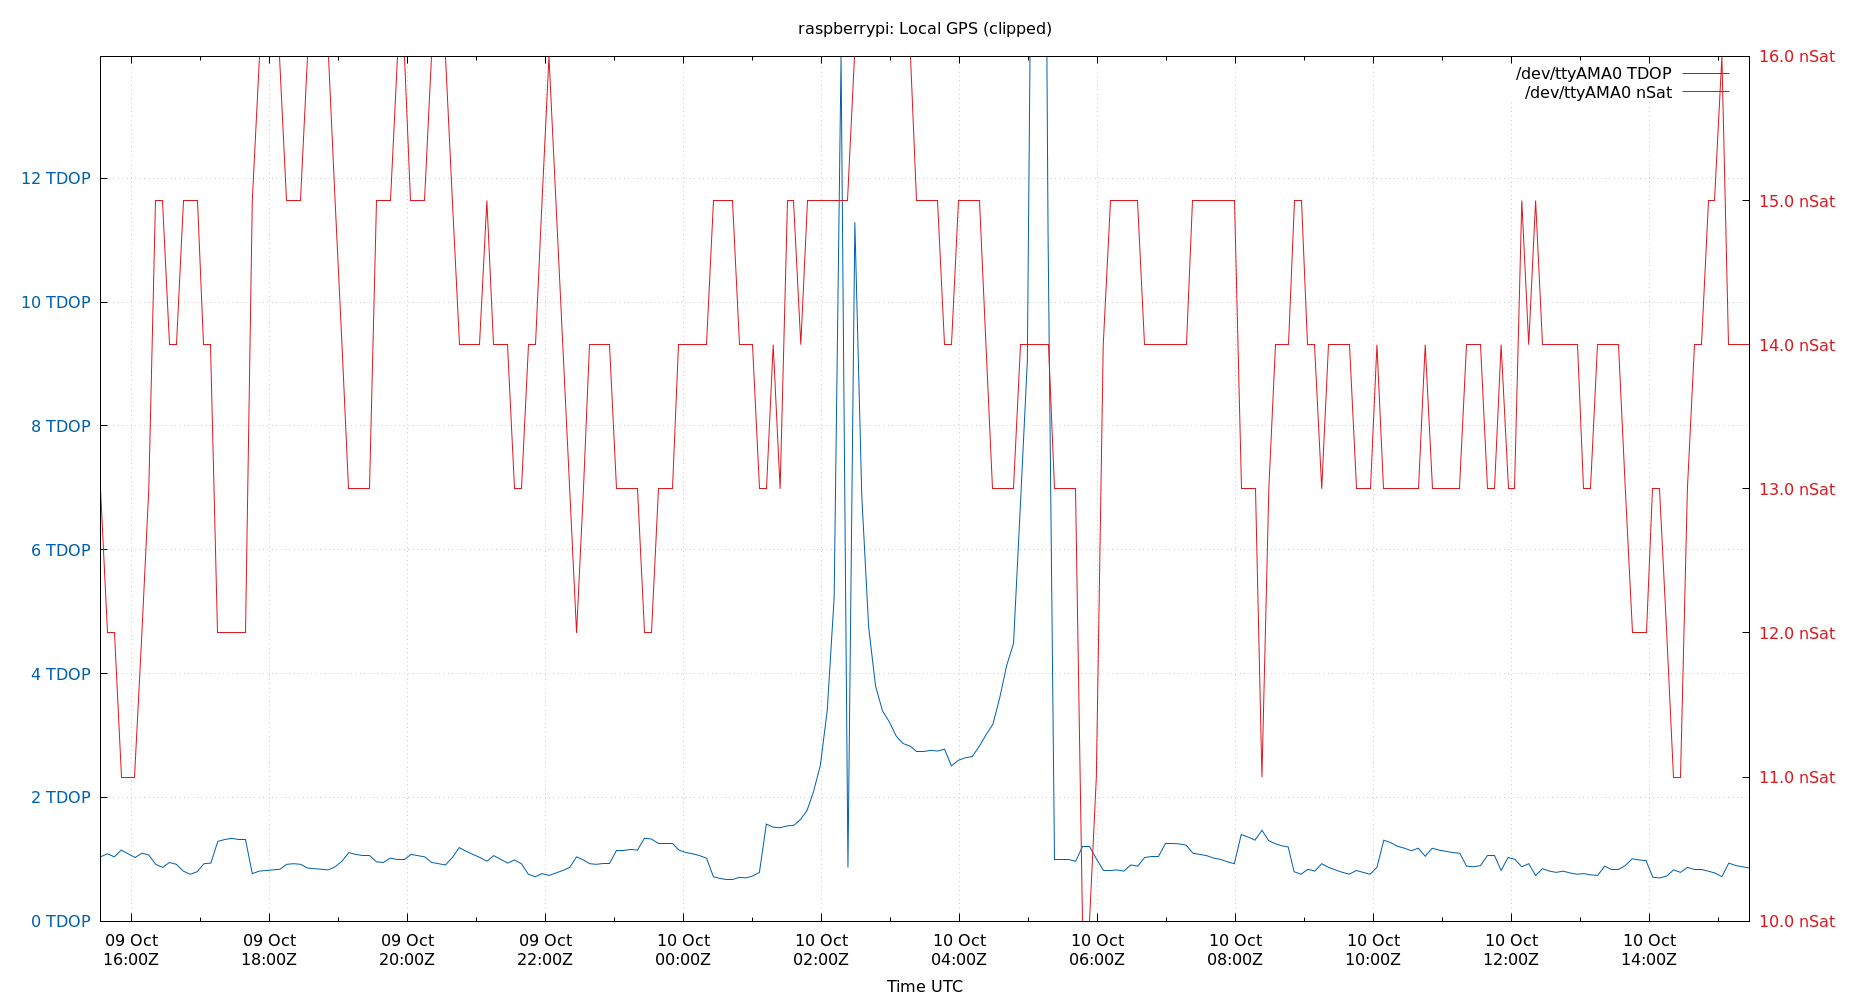 raspberrypi: Local GPS (clipped)
/dev/ttyAMA0 TDOP
/dev/ttyAMA0 nSat
12 TDOP
10 TDOP
8 TDOP
6 TDOP
4 TDOP
2 TDOP
0 TDOP
16.0 nSat
15.0 nSat
14.0 nSat
13.0 nSat
12.0 nSat
11.0 nSat
10.0 nSat
09 Oct 09 Oct 09 Oct 09 Oct 10 Oct 10 Oct 10 Oct 10 Oct 10 Oct 10 Oct 10 Oct 10 Oct
16:00Z 18:00Z 20:00Z 22:00Z 00:00Z 02:00Z 04:00Z 06:00Z 08:00Z 10:00Z 12:00Z 14:00Z
Time UTC